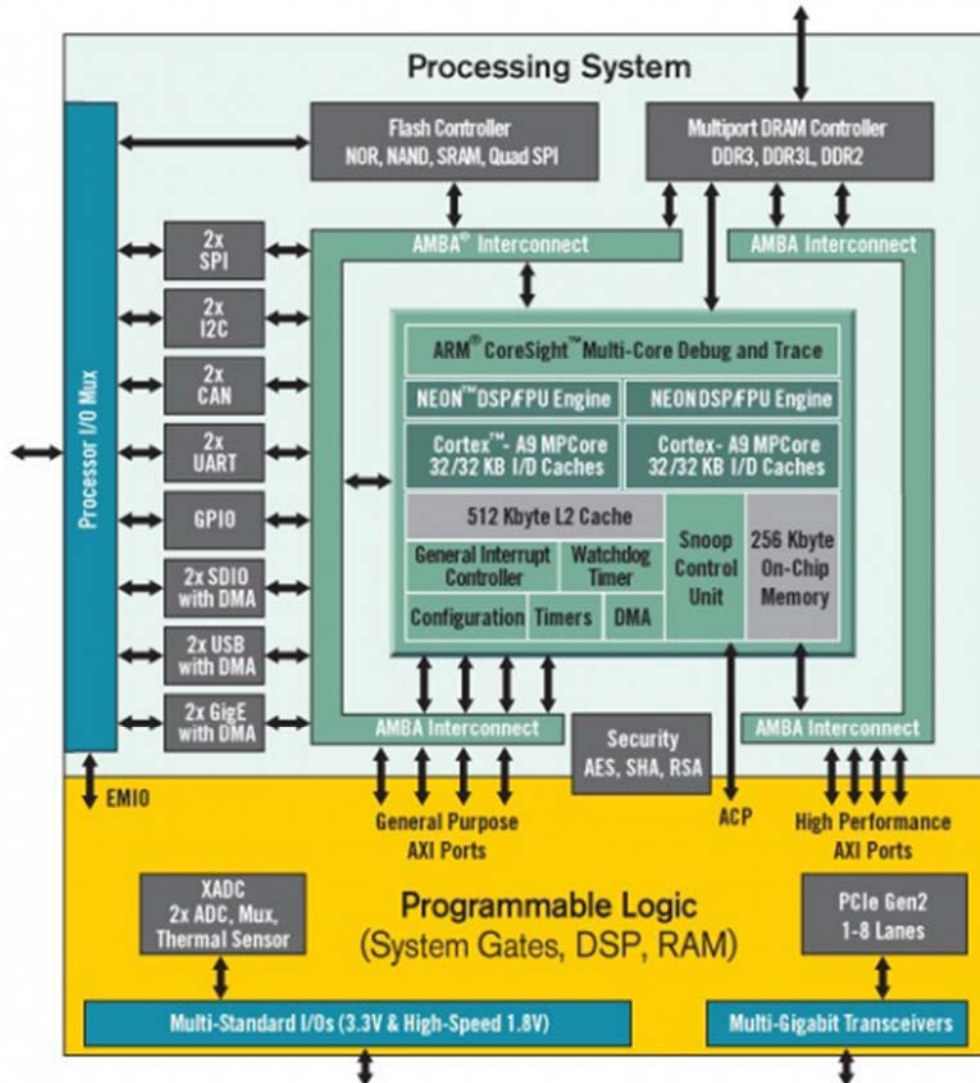 Processing System
Flash Controller
NOR, NAND, SRAM, Quad SPI
Multiport DRAM Controller
DDR3, DDR3L, DDR2
Processor I/O Mux
2x
SPI
2x
I2C
2x
CAN
2x
UART
GPIO
2x SDIO
with DMA
2x USB
with DMA
2x GigE
with DMA
AMBA® Interconnect
AMBA Interconnect
ARM® CoreSight™ Multi-Core Debug and Trace
NEON™ DSP/FPU Engine
NEON DSP/FPU Engine
Cortex™- A9 MPCore
32/32 KB I/D Caches
Cortex- A9 MPCore
32/32 KB I/D Caches
512 Kbyte L2 Cache
General Interrupt
Controller
Watchdog
Timer
Configuration
Timers
DMA
Snoop
Control
Unit
256 Kbyte
On-Chip
Memory
AMBA Interconnect
AMBA Interconnect
Security
AES, SHA, RSA
EMIO
General Purpose
AXI Ports
ACP
High Performance
AXI Ports
XADC
2x ADC, Mux,
Thermal Sensor
Programmable Logic
(System Gates, DSP, RAM)
PCIe Gen2
1-8 Lanes
Multi-Standard I/Os (3.3V & High-Speed 1.8V)
Multi-Gigabit Transceivers